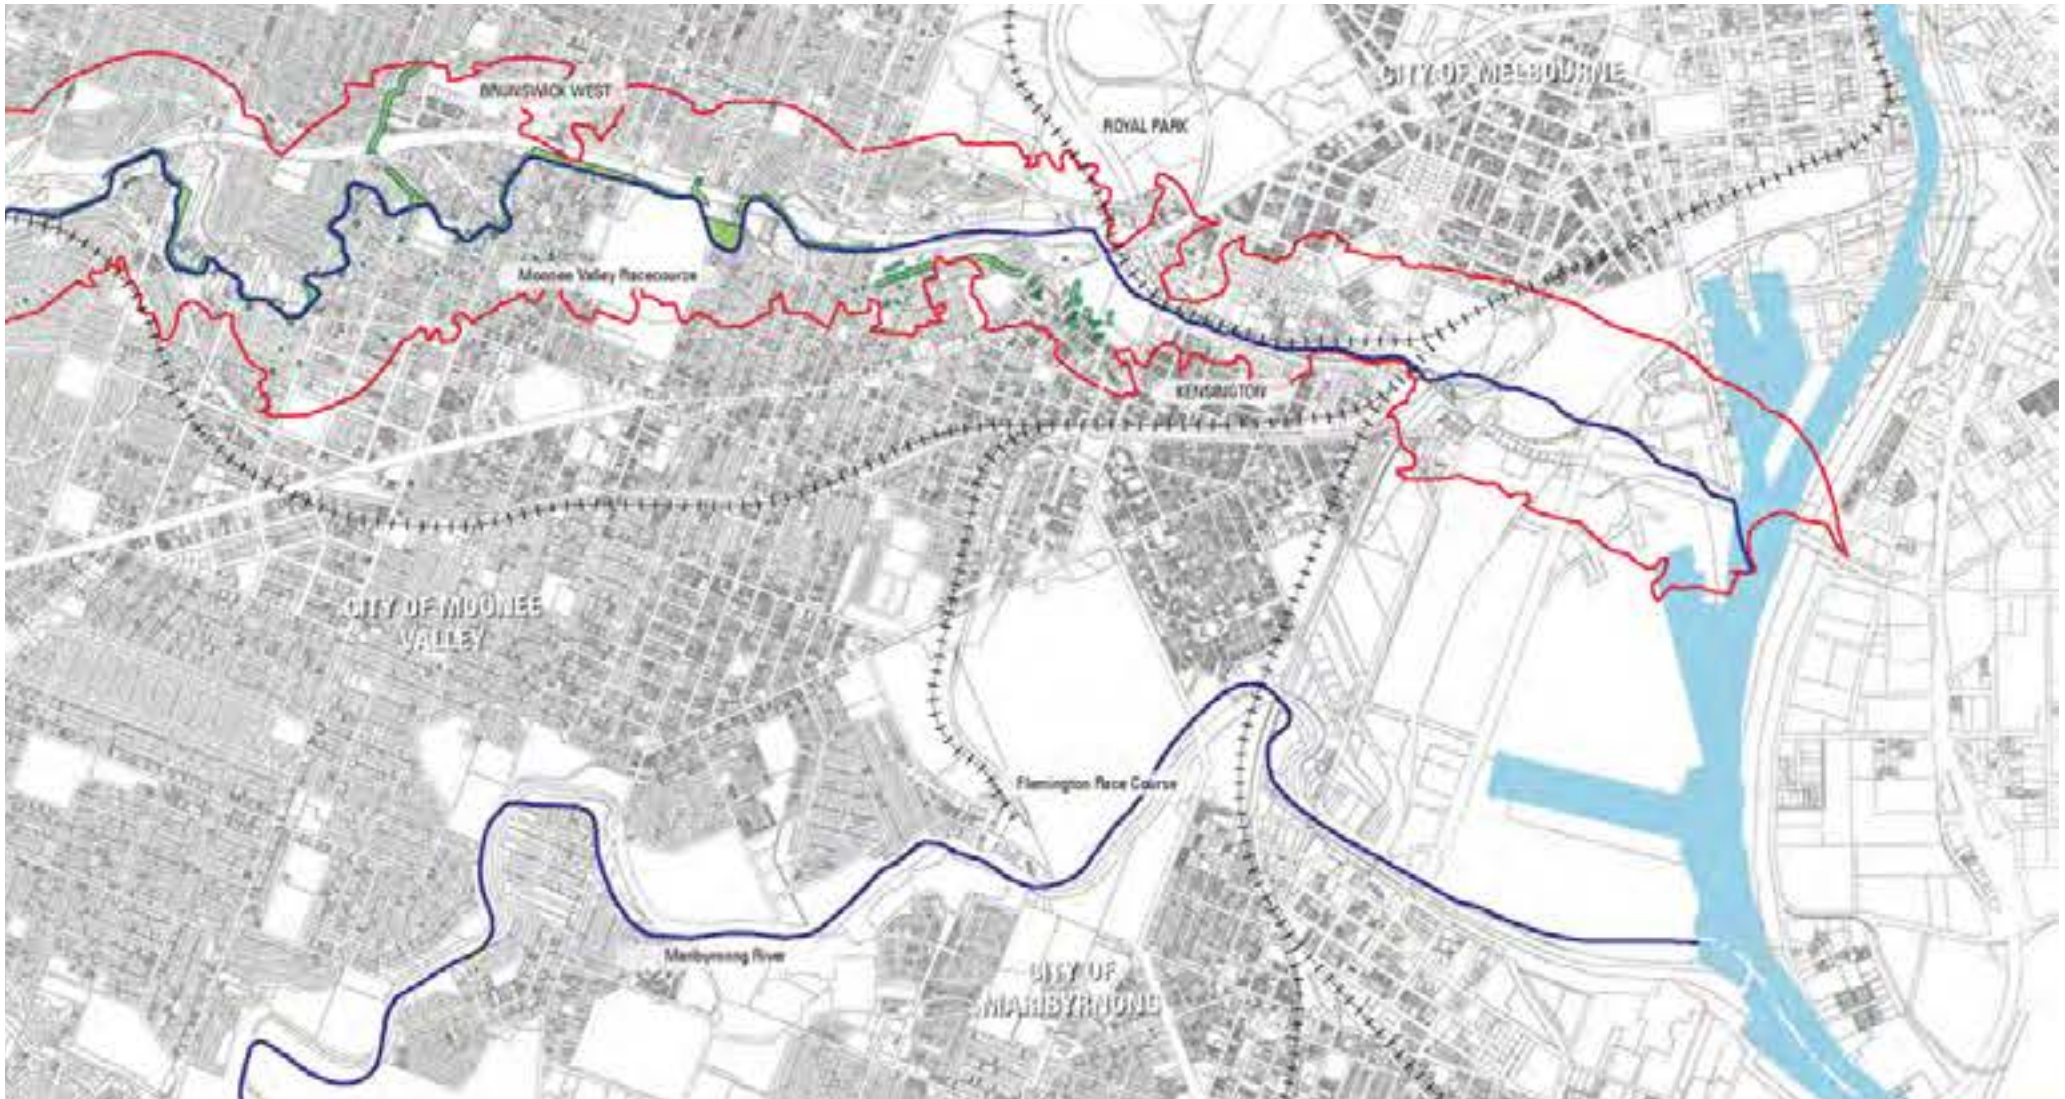 CITY OF MELBOURNE
BRUNSWICK WEST
ROYAL PARK
Moonee Valley Racecourse
KENSINGTON
CITY OF MOONEE
VALLEY
Flemington Race Course
Maribyrnong River
CITY OF
MARIBYRNONG